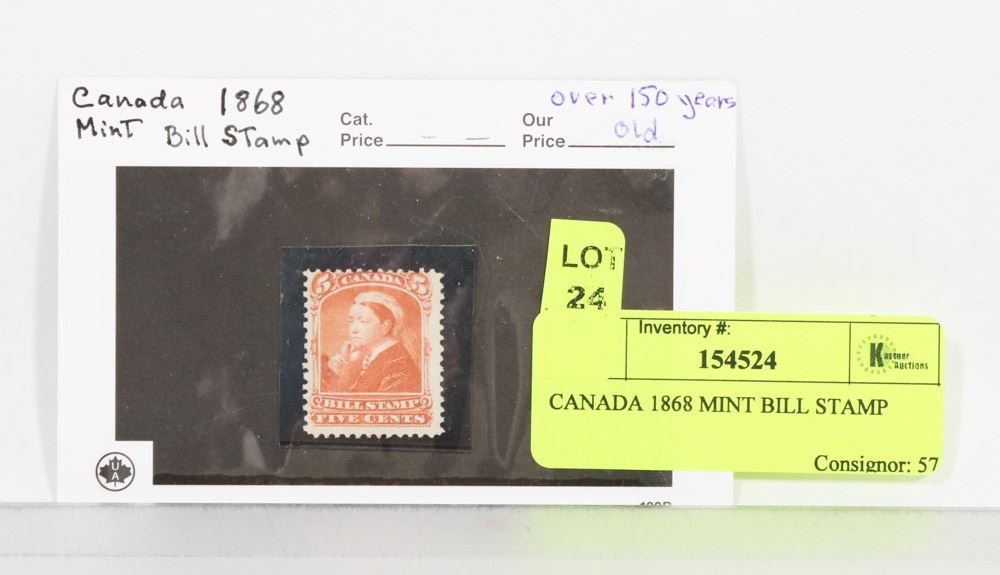 Canada 1868
Mint Bill Stamp
Cat.
Price
Our
Price
over 150 years
old
LOT
24
5 CANADA 5
BILL STAMP
FIVE CENTS
Inventory #:
154524
Kastner
Auctions
CANADA 1868 MINT BILL STAMP
Consignor: 57
UA